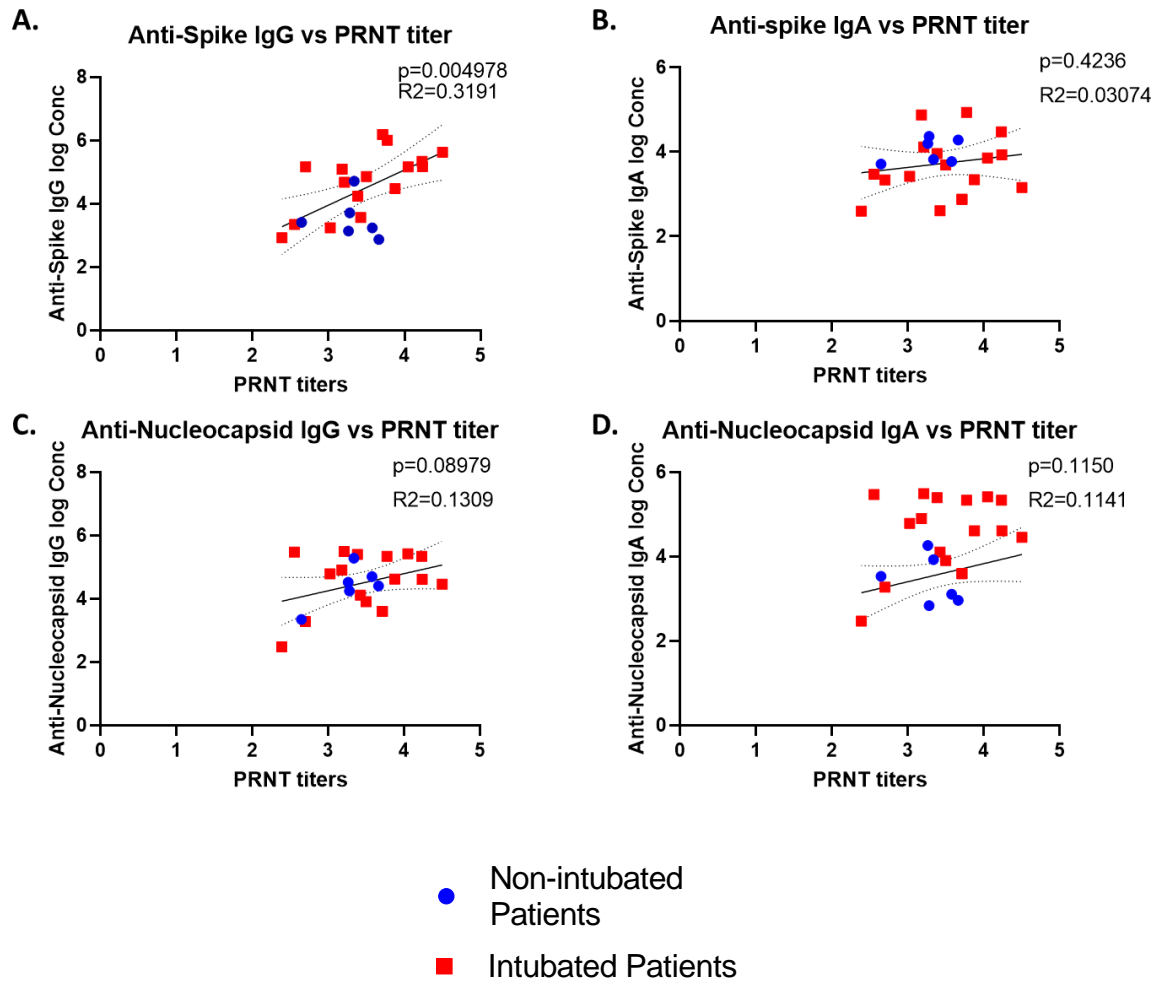 A.
Anti-Spike IgG vs PRNT titer
p=0.004978
R2=0.3191
Anti-Spike IgG log Conc
8
6
4
2
0
0 1 2 3 4 5
PRNT titers
B.
Anti-spike IgA vs PRNT titer
p=0.4236
R2=0.03074
Anti-Spike IgA log Conc
6
4
2
0
0 1 2 3 4 5
PRNT titers
C.
Anti-Nucleocapsid IgG vs PRNT titer
p=0.08979
R2=0.1309
Anti-Nucleocapsid IgG log Conc
8
6
4
2
0
0 1 2 3 4 5
PRNT titers
D.
Anti-Nucleocapsid IgA vs PRNT titer
p=0.1150
R2=0.1141
Anti-Nucleocapsid IgA log Conc
6
4
2
0
0 1 2 3 4 5
PRNT titers
Non-intubated
Patients
Intubated Patients